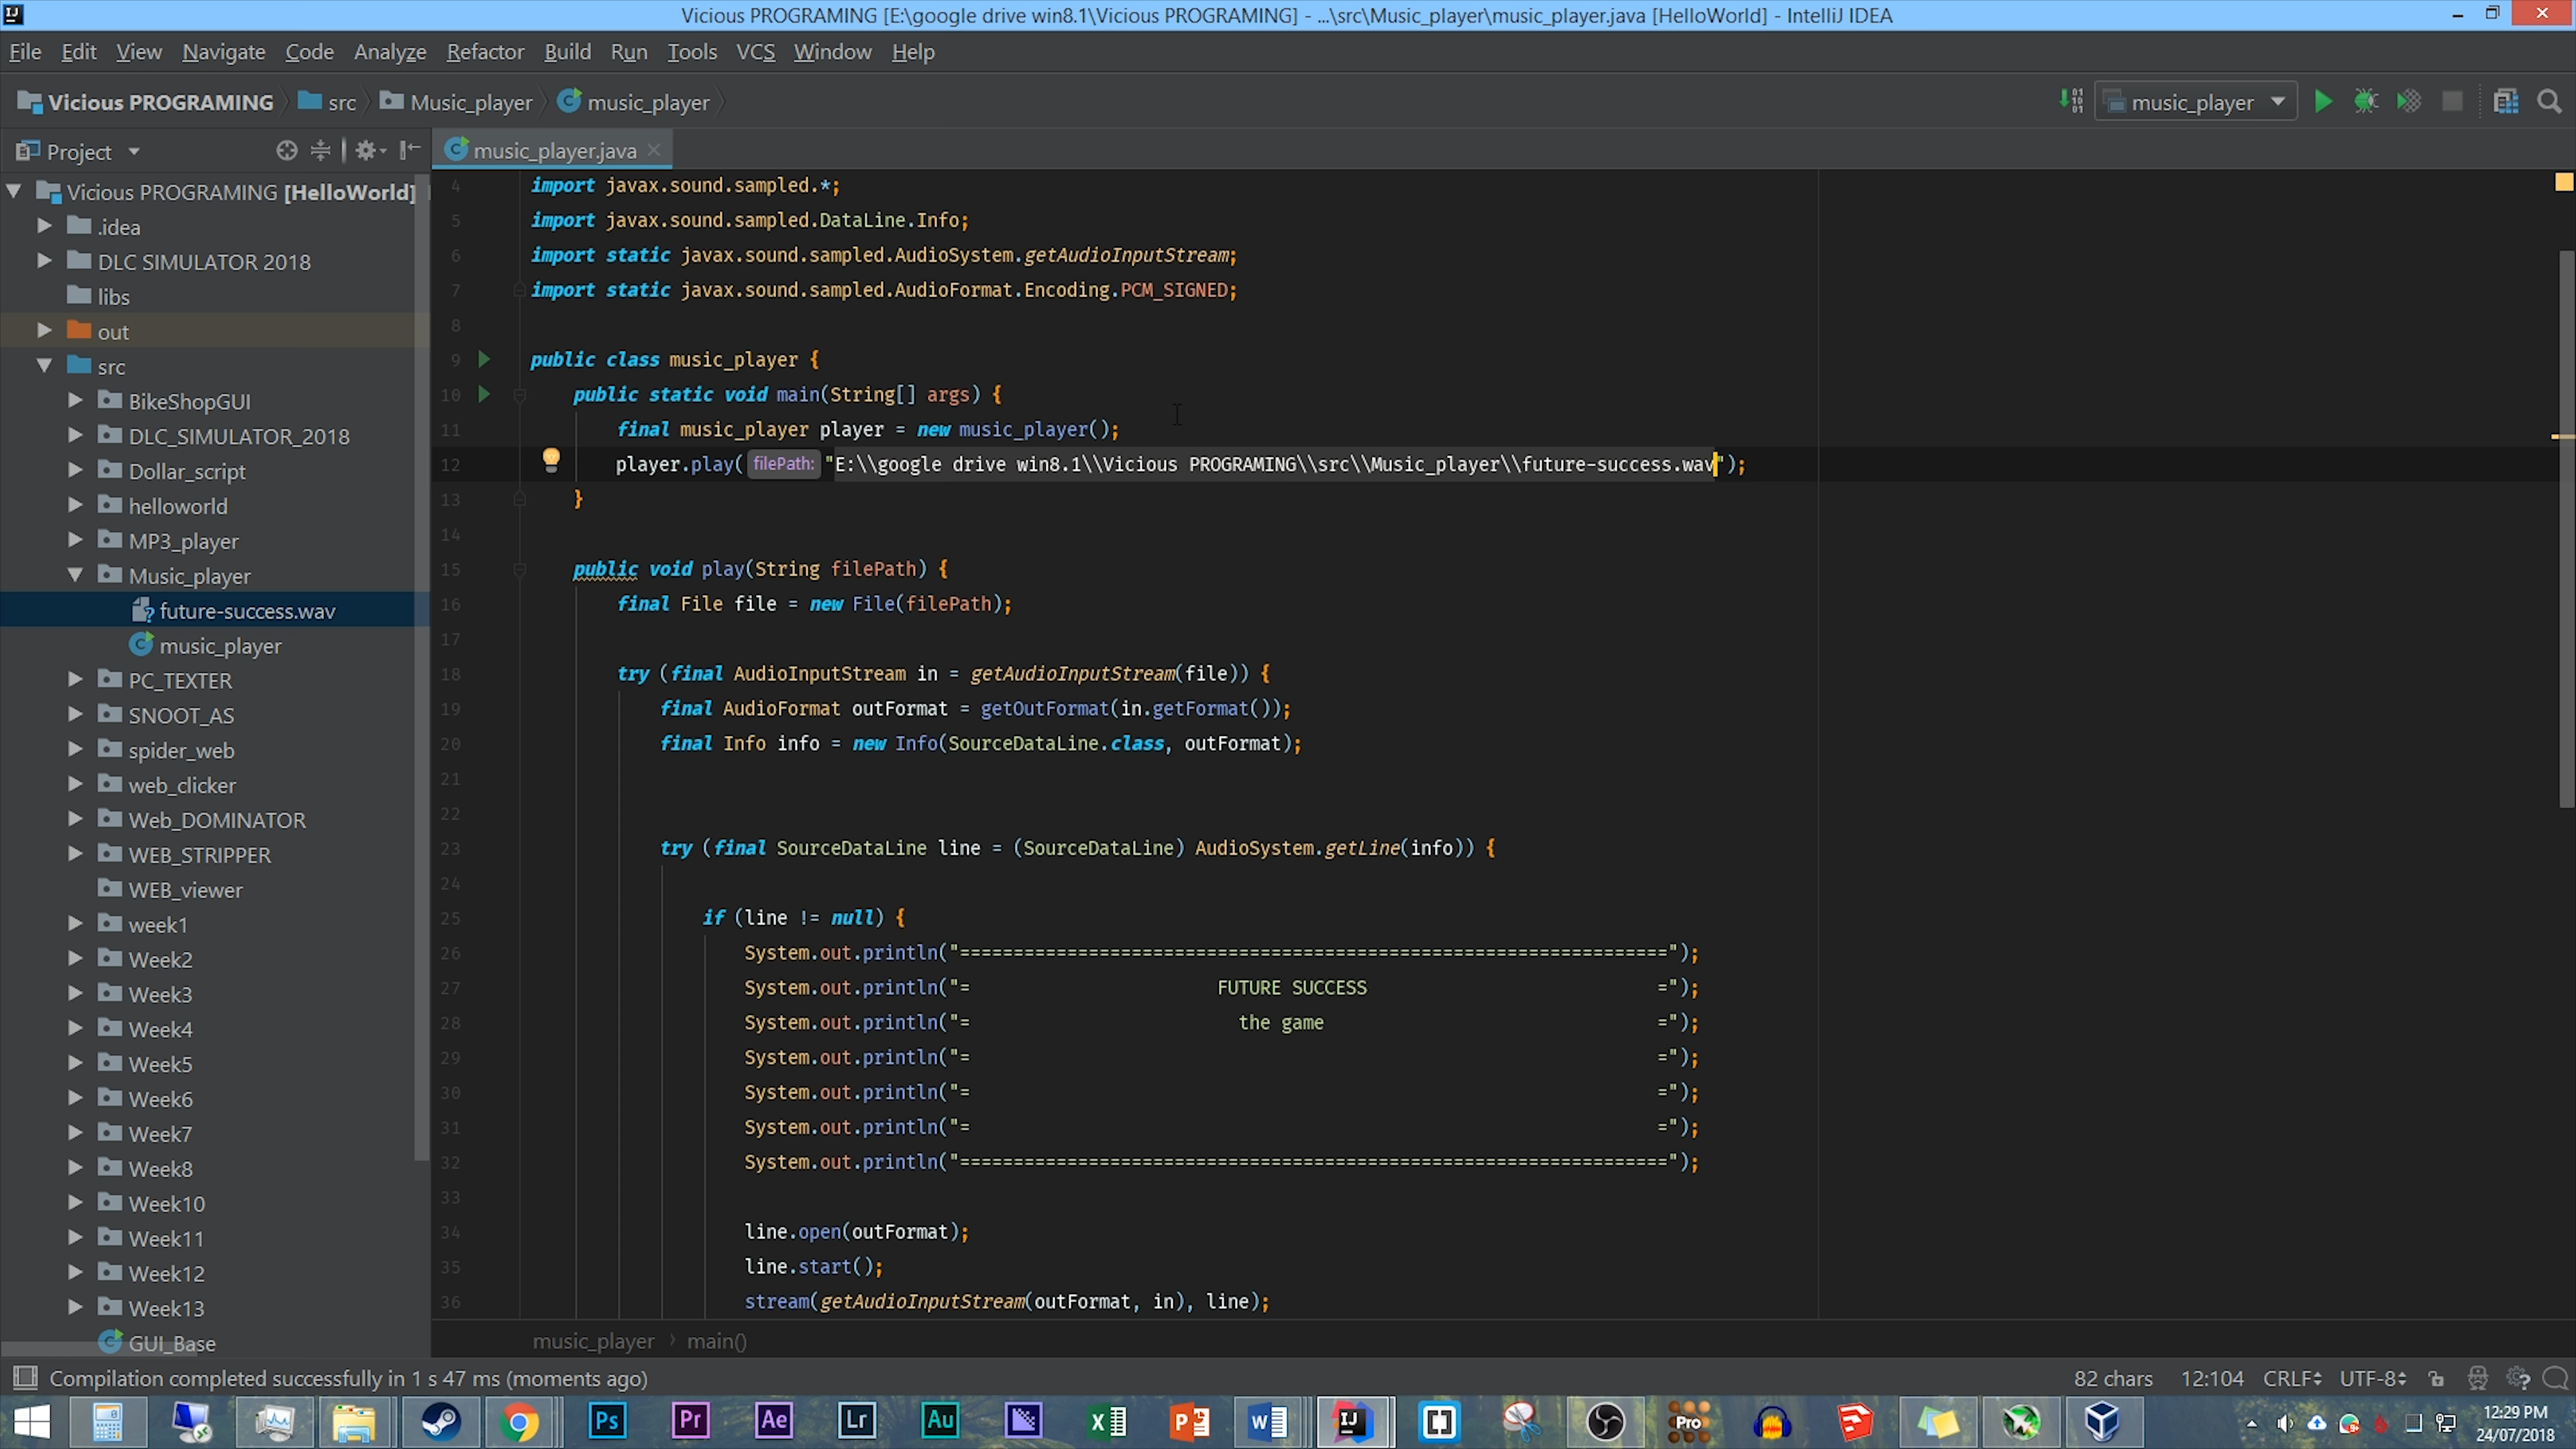 Vicious PROGRAMING [E:\google drive win8.1\Vicious PROGRAMING] - ...\src\Music_player\music_player.java [HelloWorld] - IntelliJ IDEA
File Edit View Navigate Code Analyze Refactor Build Run Tools VCS Window Help
Vicious PROGRAMING src Music_player music_player
music_player
Project
music_player.java
Vicious PROGRAMING [HelloWorld]
.idea
DLC SIMULATOR 2018
libs
out
src
BikeShopGUI
DLC_SIMULATOR_2018
Dollar_script
helloworld
MP3_player
Music_player
future-success.wav
music_player
PC_TEXTER
SNOOT_AS
spider_web
web_clicker
Web_DOMINATOR
WEB_STRIPPER
WEB_viewer
week1
Week2
Week3
Week4
Week5
Week6
Week7
Week8
Week10
Week11
Week12
Week13
GUI_Base
4 import javax.sound.sampled.*;
5 import javax.sound.sampled.DataLine.Info;
6 import static javax.sound.sampled.AudioSystem.getAudioInputStream;
7 import static javax.sound.sampled.AudioFormat.Encoding.PCM_SIGNED;
8
9 public class music_player {
10 public static void main(String[] args) {
11 final music_player player = new music_player();
12 player.play( filePath: "E:\\google drive win8.1\\Vicious PROGRAMING\\src\\Music_player\\future-success.wav");
13 }
14
15 public void play(String filePath) {
16 final File file = new File(filePath);
17
18 try (final AudioInputStream in = getAudioInputStream(file)) {
19 final AudioFormat outFormat = getOutFormat(in.getFormat());
20 final Info info = new Info(SourceDataLine.class, outFormat);
21
22
23 try (final SourceDataLine line = (SourceDataLine) AudioSystem.getLine(info)) {
24
25 if (line != null) {
26 System.out.println("==================================================================");
27 System.out.println("=                       FUTURE SUCCESS                           =");
28 System.out.println("=                         the game                               =");
29 System.out.println("=                                                                =");
30 System.out.println("=                                                                =");
31 System.out.println("=                                                                =");
32 System.out.println("==================================================================");
33
34 line.open(outFormat);
35 line.start();
36 stream(getAudioInputStream(outFormat, in), line);
music_player main()
Compilation completed successfully in 1 s 47 ms (moments ago) 82 chars 12:104 CRLF UTF-8
Ps Pr Ae Lr Au Pro
12:29 PM
24/07/2018